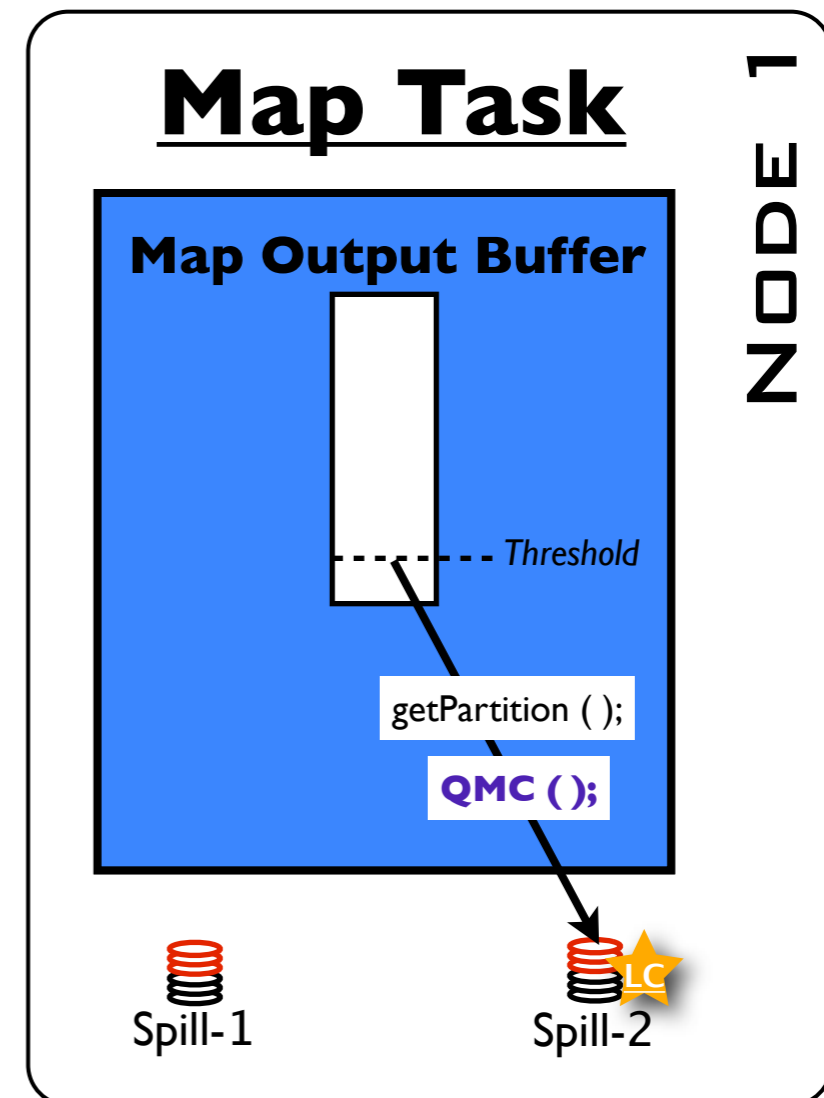 Map Task
NODE 1
Map Output Buffer
Threshold
getPartition ( );
QMC ( );
LC
Spill-1
Spill-2